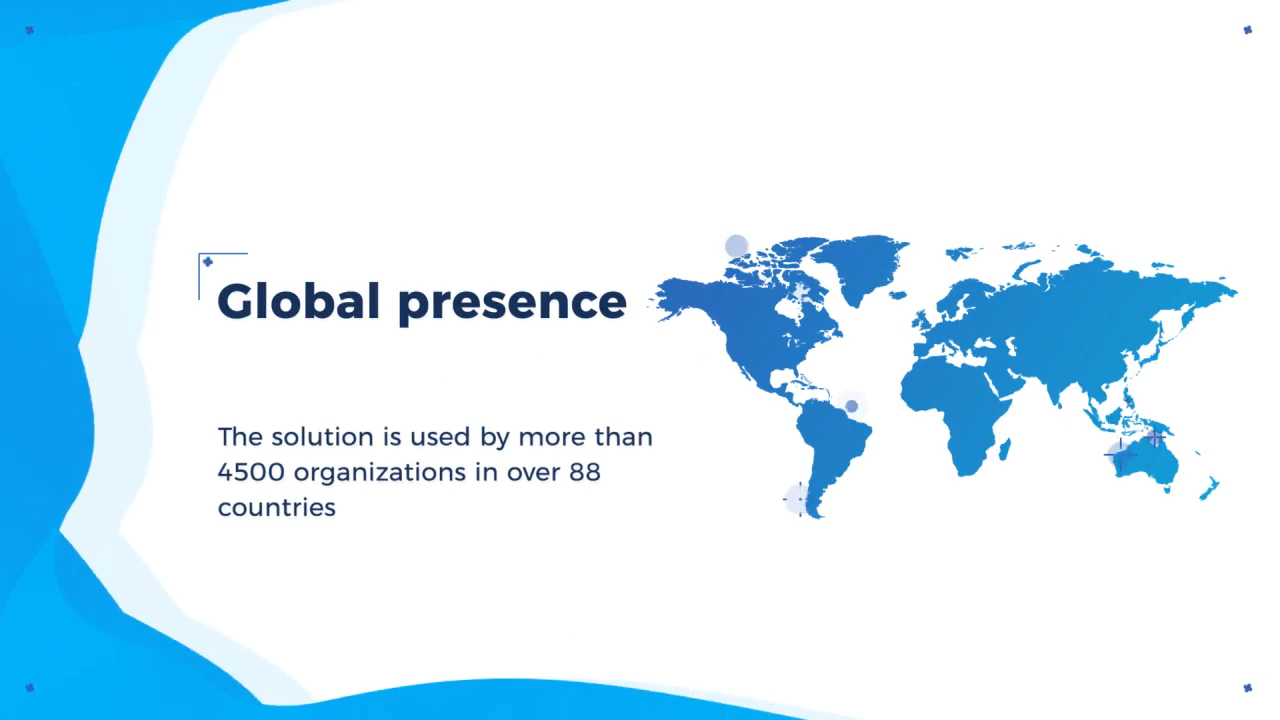 Global presence
The solution is used by more than
4500 organizations in over 88
countries